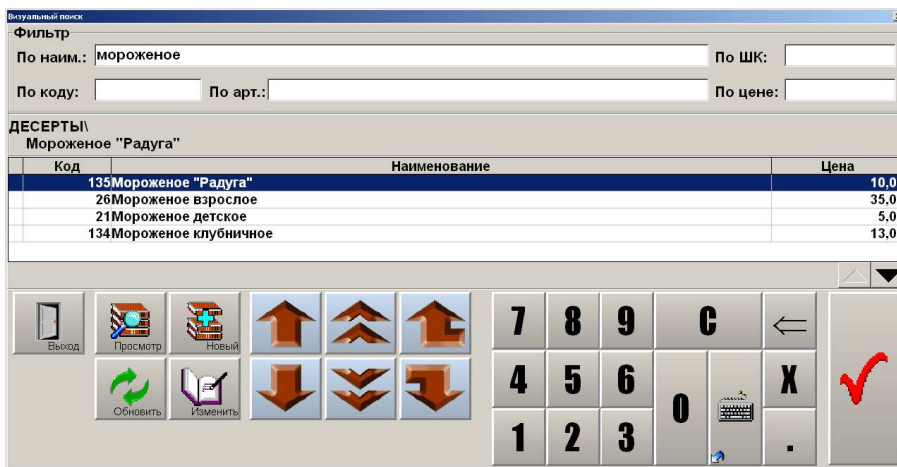 Визуальный поиск
Фильтр
По наим.: мороженое По ШК:
По коду: По арт.: По цене:
ДЕСЕРТЫ\
Мороженое "Радуга"
Код Наименование Цена
135 Мороженое "Радуга" 10,0
26 Мороженое взрослое 35,0
21 Мороженое детское 5,0
134 Мороженое клубничное 13,0
Выход Просмотр Новый 7 8 9 C
Обновить Изменить 4 5 6 0 X
1 2 3 .